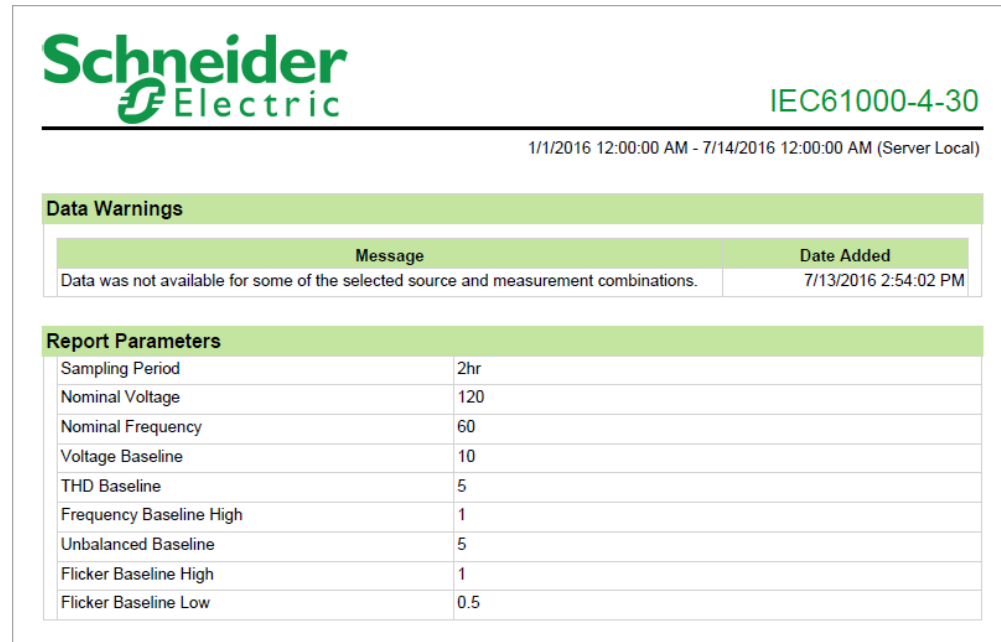 Schneider
Electric
IEC61000-4-30
1/1/2016 12:00:00 AM - 7/14/2016 12:00:00 AM (Server Local)
Data Warnings
Message Date Added
Data was not available for some of the selected source and measurement combinations. 7/13/2016 2:54:02 PM
Report Parameters
Sampling Period 2hr
Nominal Voltage 120
Nominal Frequency 60
Voltage Baseline 10
THD Baseline 5
Frequency Baseline High 1
Unbalanced Baseline 5
Flicker Baseline High 1
Flicker Baseline Low 0.5